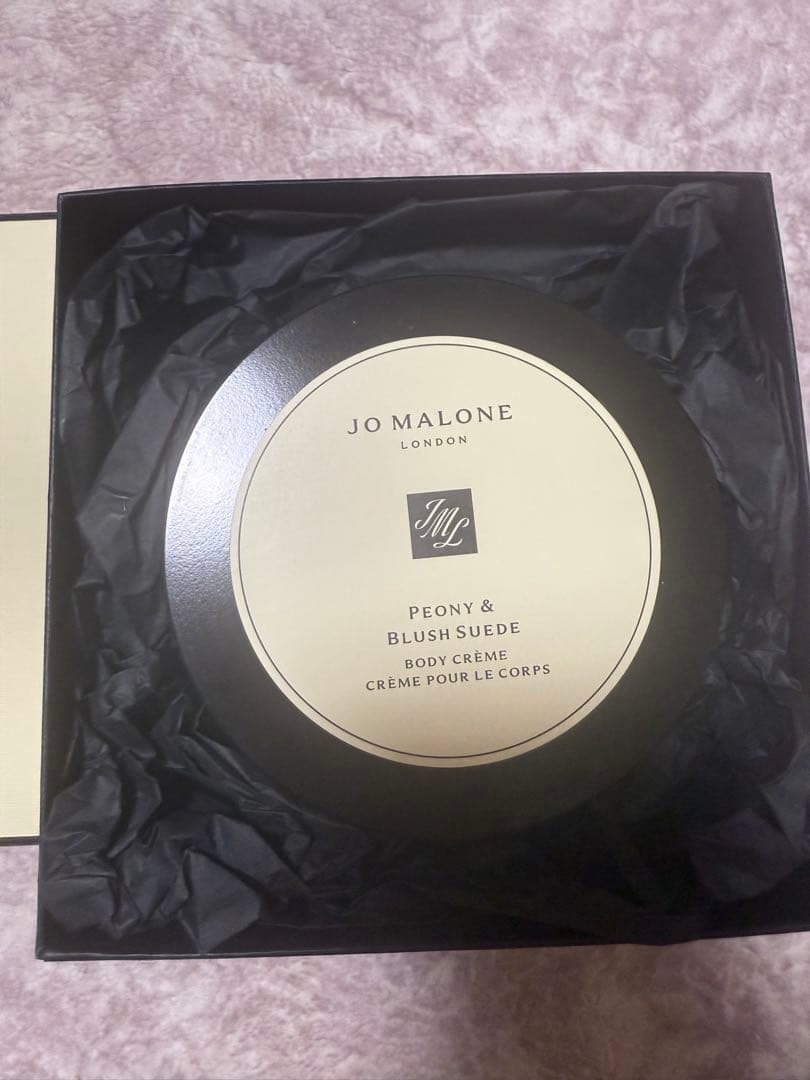 JO MALONE
LONDON
JML
PEONY &
BLUSH SUEDE
BODY CRÈME
CRÈME POUR LE CORPS